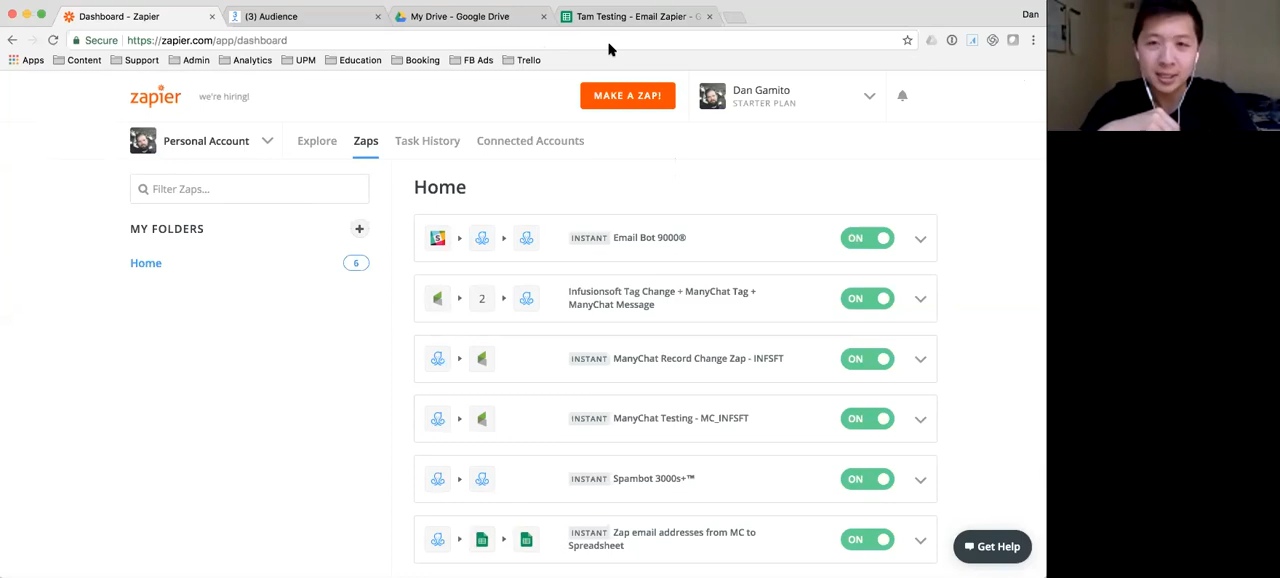 Dashboard - Zapier
(3) Audience
My Drive - Google Drive
Tam Testing - Email Zapier - G
Dan
Secure
https://zapier.com/app/dashboard
Apps
Content
Support
Admin
Analytics
UPM
Education
Booking
FB Ads
Trello
zapier
we're hiring!
MAKE A ZAP!
Dan Gamito
STARTER PLAN
Personal Account
Explore
Zaps
Task History
Connected Accounts
Filter Zaps...
Home
MY FOLDERS
Home
6
INSTANT Email Bot 9000®
ON
2
Infusionsoft Tag Change + ManyChat Tag +
ManyChat Message
ON
INSTANT ManyChat Record Change Zap - INFSFT
ON
INSTANT ManyChat Testing - MC_INFSFT
ON
INSTANT Spambot 3000s+™
ON
INSTANT Zap email addresses from MC to
Spreadsheet
ON
Get Help